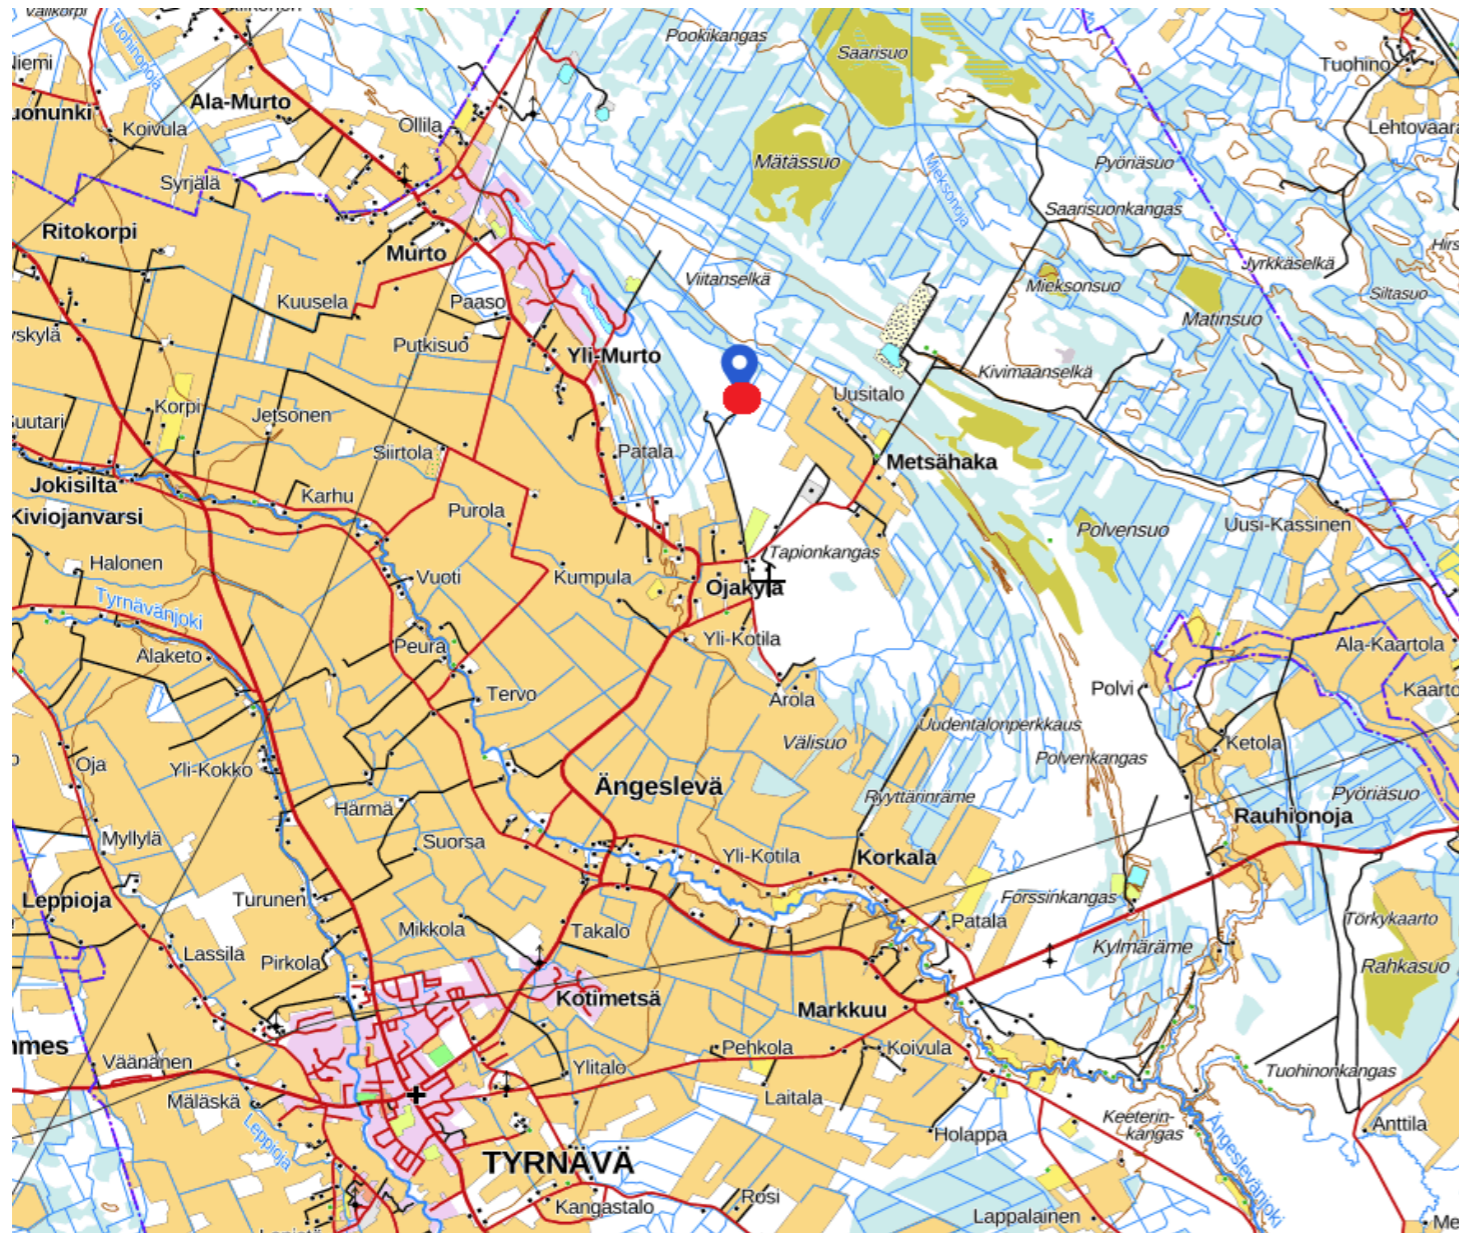 Välikorpi
Pookikangas
Saarisuo
Tuohinonoja
Tuohino
Ala-Murto
Ollila
Koivula
Lehtovaara
Mätässuo
Mieksonoja
Pyöriäsuo
Syrjälä
Saarisuonkangas
Ritokorpi
Murto
Jyrkkäselkä
Viitanselkä
Mieksonsuo
Siltasuo
Kuusela
Paaso
Matinsuo
Putkisuo
Yli-Murto
Kivimaanselkä
Uusitalo
Korpi
Jetsonen
Siirtola
Patala
Metsähaka
Jokisilta
Karhu
Purola
Kiviojanvarsi
Polvensuo
Uusi-Kassinen
Halonen
Vuoti
Kumpula
Tapionkangas
Ojakylä
Tyrnävänjoki
Yli-Kotila
Alaketo
Peura
Ala-Kaartola
Tervo
Arola
Polvi
Välisuo
Uudentalonperkkaus
Ketola
Polvenkangas
Oja
Yli-Kokko
Ängeslevä
Ryyttärinräme
Pyöriäsuo
Härmä
Rauhionoja
Myllylä
Suorsa
Yli-Kotila
Korkala
Leppioja
Turunen
Forssinkangas
Törkykaarto
Mikkola
Takalo
Patala
Lassila
Pirkola
Kylmäräme
Rahkasuo
Kotimetsä
Markkuu
Väänänen
Pehkola
Koivula
Ylitalo
Tuohinonkangas
Mäläskä
Laitala
Keeterin-
kangas
Anttila
Leppioja
Holappa
Ängeslevänjoki
TYRNÄVÄ
Rosi
Kangastalo
Lappalainen